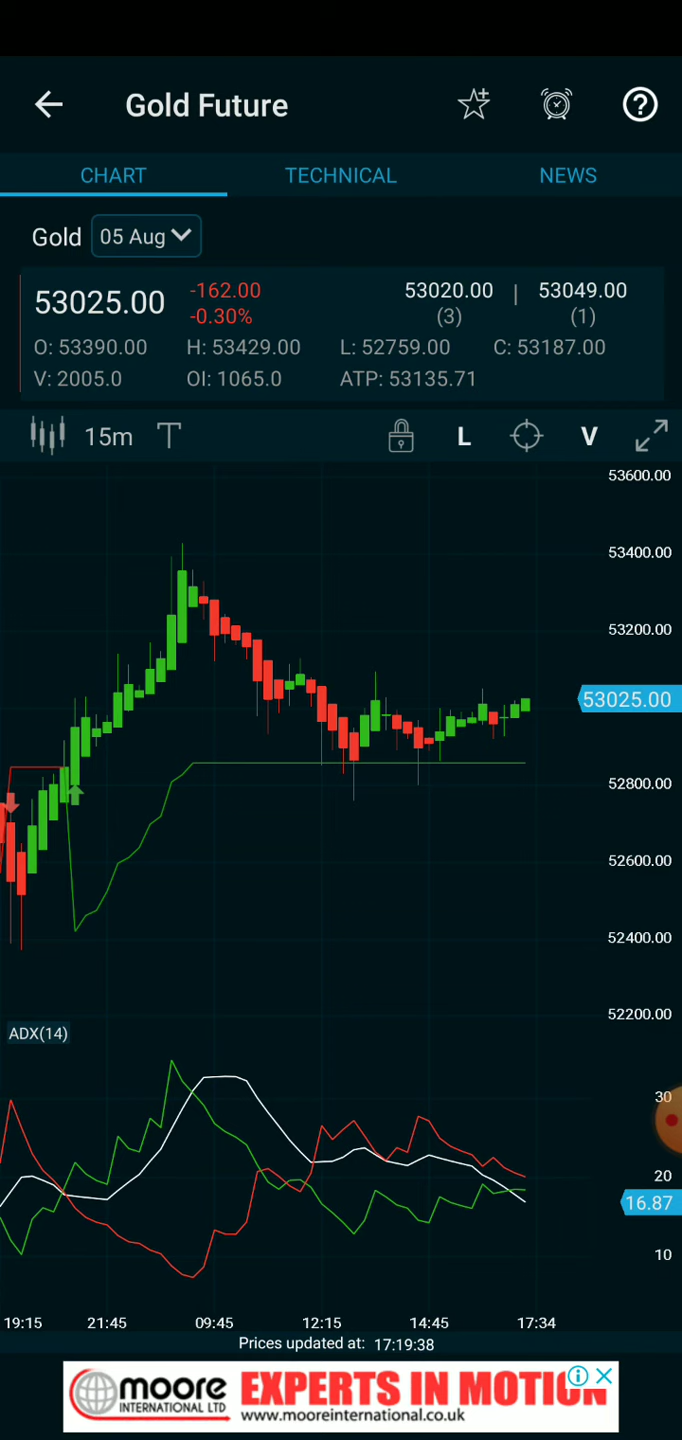 Gold Future
CHART TECHNICAL NEWS
Gold 05 Aug
53025.00 -162.00 53020.00 | 53049.00
-0.30% (3) (1)
O: 53390.00 H: 53429.00 L: 52759.00 C: 53187.00
V: 2005.0 OI: 1065.0 ATP: 53135.71
15m T L V
53600.00
53400.00
53200.00
53025.00
52800.00
52600.00
52400.00
52200.00
ADX(14)
30
20
16.87
10
19:15 21:45 09:45 12:15 14:45 17:34
Prices updated at: 17:19:38
moore EXPERTS IN MOTION
INTERNATIONAL LTD www.mooreinternational.co.uk